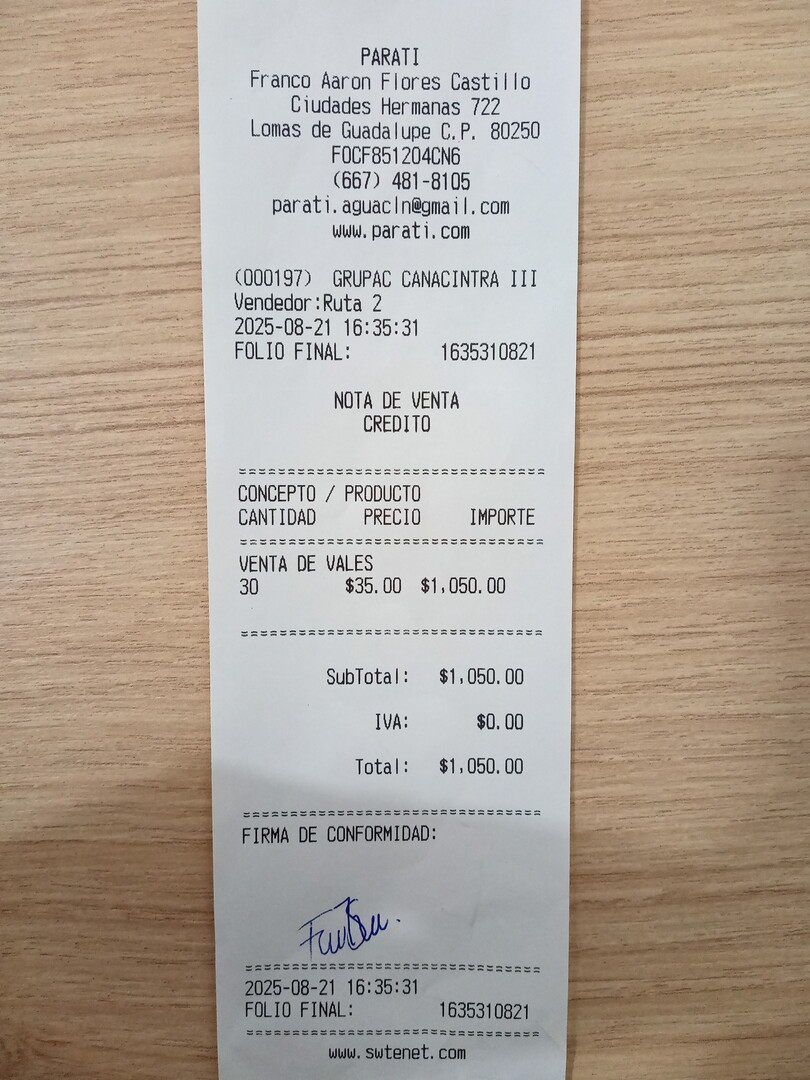 PARATI
Franco Aaron Flores Castillo
Ciudades Hermanas 722
Lomas de Guadalupe C.P. 80250
FOCF851204CN6
(667) 481-8105
parati.aguacln@gmail.com
www.parati.com
(000197) GRUPAC CANACINTRA III
Vendedor:Ruta 2
2025-08-21 16:35:31
FOLIO FINAL: 1635310821
NOTA DE VENTA
CREDITO
================================
CONCEPTO / PRODUCTO
CANTIDAD PRECIO IMPORTE
================================
VENTA DE VALES
30 $35.00 $1,050.00
================================
SubTotal: $1,050.00
IVA: $0.00
Total: $1,050.00
================================
FIRMA DE CONFORMIDAD:
================================
2025-08-21 16:35:31
FOLIO FINAL: 1635310821
================================
www.swtenet.com